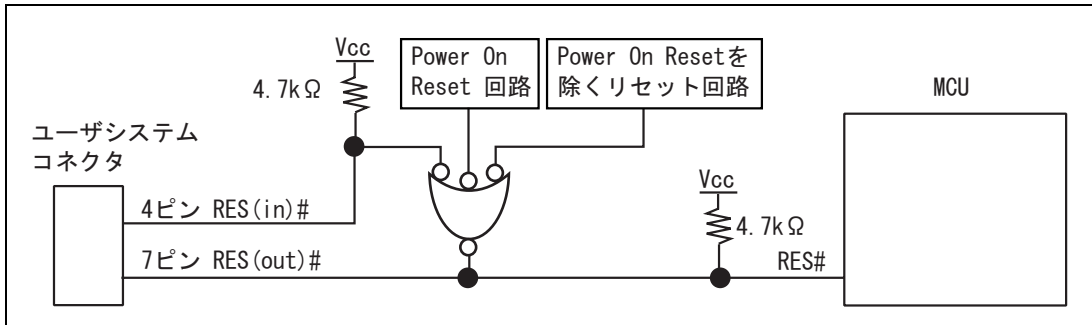 Vcc
4.7kΩ
Power On
Reset 回路
Power On Resetを
除くリセット回路
MCU
ユーザシステム
コネクタ
4ピン RES(in)#
7ピン RES(out)#
Vcc
4.7kΩ
RES#